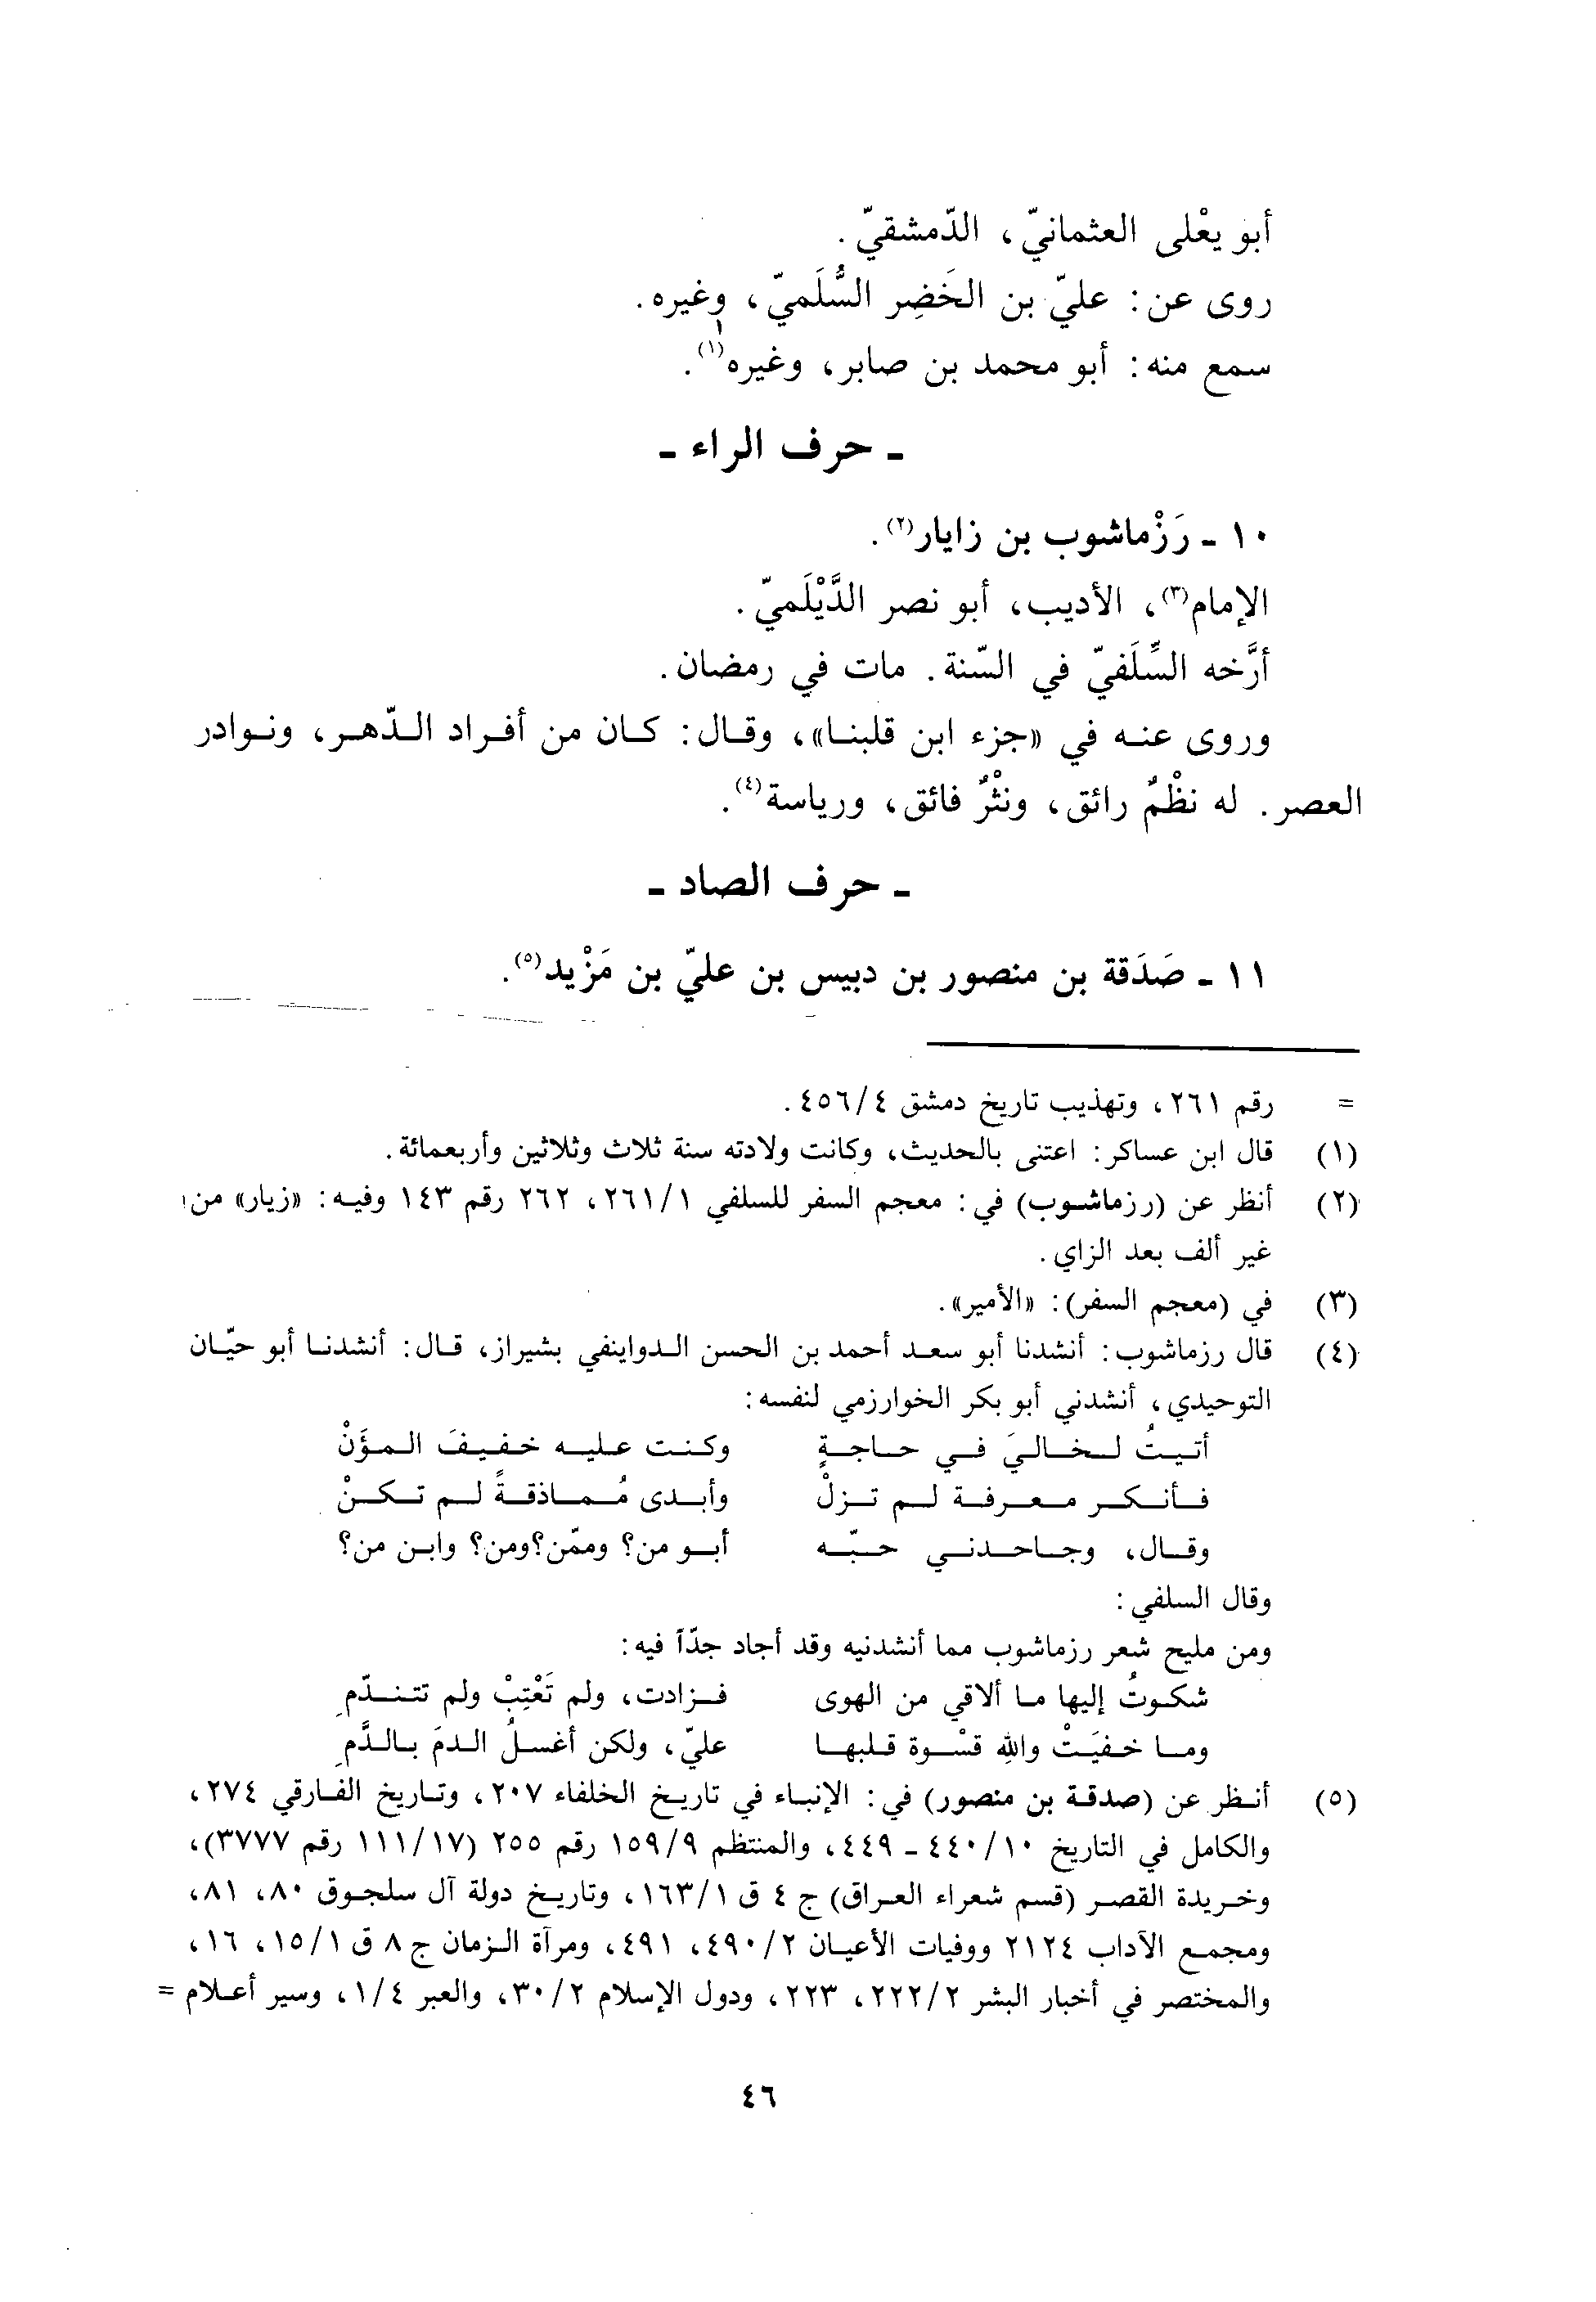 أبو يعْلى العثمانيّ، الدّمشقيّ.
روى عن: عليّ بن الخَضِر السُّلَميّ، وغيره.
سمع منه: أبو محمد بن صابر، وغيره(١).
- حرف الراء -
١٠ - رَزْماشوب بن زايار(٢).
الإمام(٣)، الأديب، أبو نصر الدَّيْلَميّ.
أرَّخه السِّلَفيّ في السّنة. مات في رمضان.
وروى عنه في «جزء ابن قلبنا»، وقال: كان من أفراد الدّهر، ونوادر
العصر. له نظْمٌ رائق، ونثْرٌ فائق، ورياسة(٤).
- حرف الصاد -
١١ - صَدَقة بن منصور بن دبيس بن عليّ بن مَزْيد(٥).
= رقم ٢٦١، وتهذيب تاريخ دمشق ٤/٤٥٦.
(١) قال ابن عساكر: اعتنى بالحديث، وكانت ولادته سنة ثلاث وثلاثين وأربعمائة.
(٢) أنظر عن (رزماشوب) في: معجم السفر للسلفي ١/٢٦١، ٢٦٢ رقم ١٤٣ وفيه: «زيار» من
غير ألف بعد الزاي.
(٣) في (معجم السفر): «الأمير».
(٤) قال رزماشوب: أنشدنا أبو سعد أحمد بن الحسن الدواينفي بشيراز، قال: أنشدنا أبو حيّان
التوحيدي، أنشدني أبو بكر الخوارزمي لنفسه:
أتيتُ لخاليَ في حاجةٍ وكنت عليه خفيفَ المؤَنْ
فأنكر معرفة لم تزلْ وأبدى مُماذقةً لم تكنْ
وقال، وجاحدني حبّه أبو من؟ وممّن؟ ومن؟ وابن من؟
وقال السلفي:
ومن مليح شعر رزماشوب مما أنشدنيه وقد أجاد جدّاً فيه:
شكوتُ إليها ما ألاقي من الهوى فزادت، ولم تَعْتِبْ ولم تتندّمِ
وما خفيَتْ واللهِ قسْوة قلبها عليّ، ولكن أغسلُ الدمَ بالدَّمِ
(٥) أنظر عن (صدقة بن منصور) في: الإنباء في تاريخ الخلفاء ٢٠٧، وتاريخ الفارقي ٢٧٤،
والكامل في التاريخ ١٠/٤٤٠ - ٤٤٩، والمنتظم ٩/١٥٩ رقم ٢٥٥ (١٧/١١١ رقم ٣٧٧٧)،
وخريدة القصر (قسم شعراء العراق) ج ٤ ق ١/١٦٣، وتاريخ دولة آل سلجوق ٨٠، ٨١،
ومجمع الآداب ٢١٢٤ ووفيات الأعيان ٢/٤٩٠، ٤٩١، ومرآة الزمان ج ٨ ق ١/١٥، ١٦،
والمختصر في أخبار البشر ٢/٢٢٢، ٢٢٣، ودول الإسلام ٢/٣٠، والعبر ٤/١، وسير أعلام =
٤٦